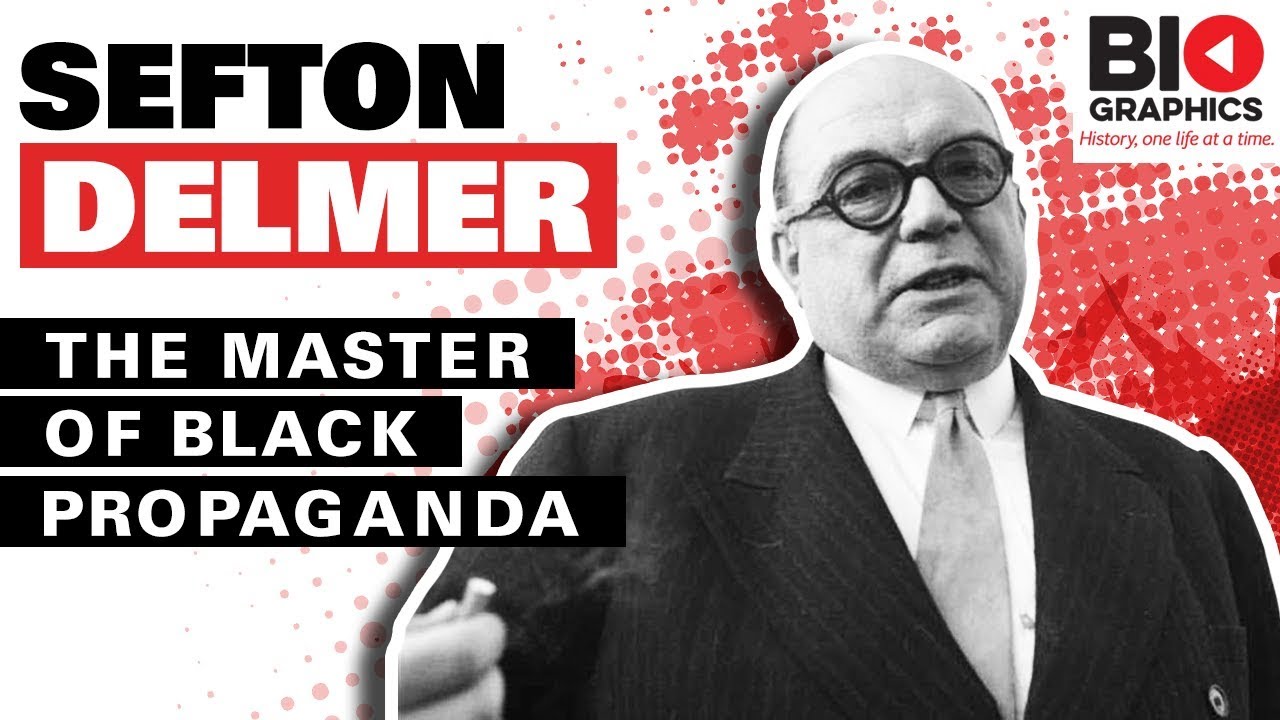 SEFTON
DELMER
THE MASTER
OF BLACK
PROPAGANDA
BIO
GRAPHICS
History, one life at a time.